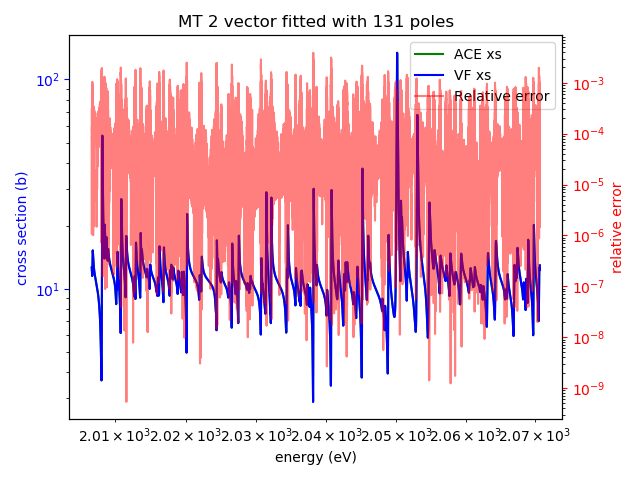 MT 2 vector fitted with 131 poles
ACE xs
VF xs
Relative error
cross section (b)
10²
10¹
relative error
10⁻³
10⁻⁴
10⁻⁵
10⁻⁶
10⁻⁷
10⁻⁸
10⁻⁹
2.01 × 10³ 2.02 × 10³ 2.03 × 10³ 2.04 × 10³ 2.05 × 10³ 2.06 × 10³ 2.07 × 10³
energy (eV)